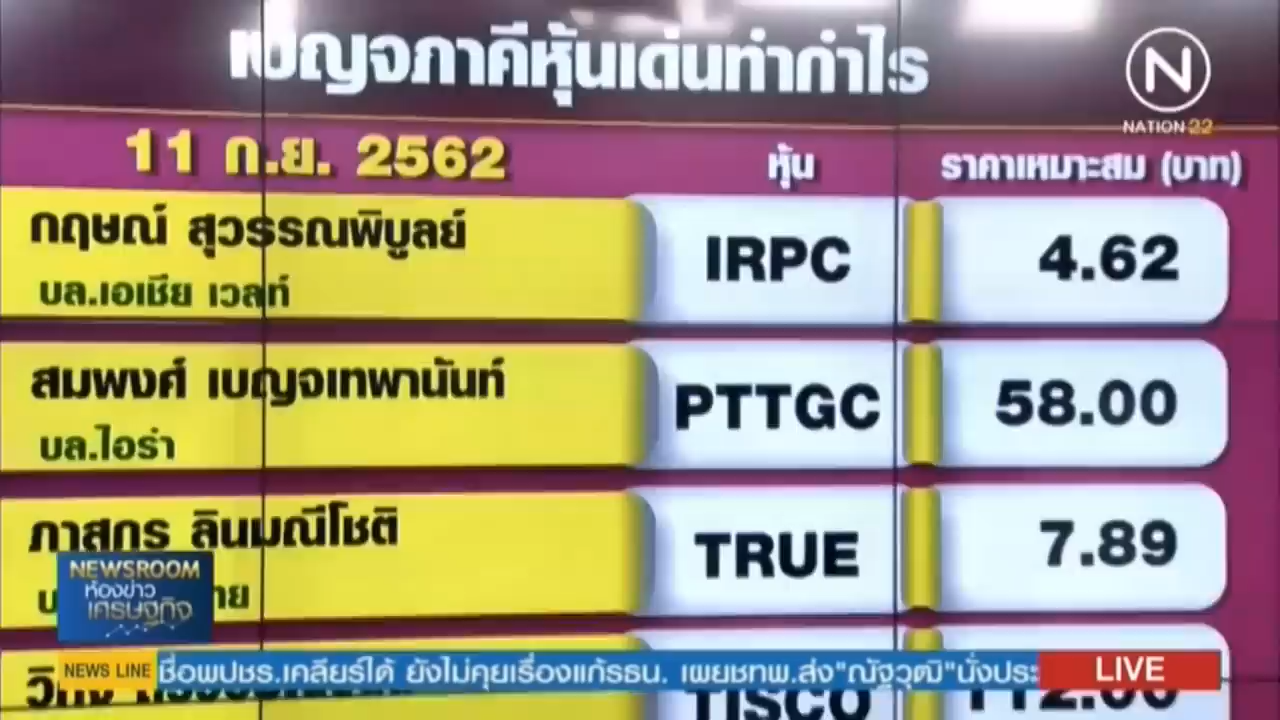 เบญจภาคีหุ้นเด่นทำกำไร
NATION 22
11 ก.ย. 2562 หุ้น ราคาเหมาะสม (บาท)
กฤษณ์ สุวรรณพิบูลย์ IRPC 4.62
บล.เอเชีย เวลท์
สมพงศ์ เบญจเทพานันท์ PTTGC 58.00
บล.ไอร่า
ภาสกร ลินมณีโชติ TRUE 7.89
NEWSROOM
ห้องข่าว
เศรษฐกิจ
NEWS LINE ชื่อพปชร.เคลียร์ได้ ยังไม่คุยเรื่องแก้รธน. เผยชทพ.ส่ง"ณัฐวุฒิ"นั่งประ LIVE
TISCO 112.00